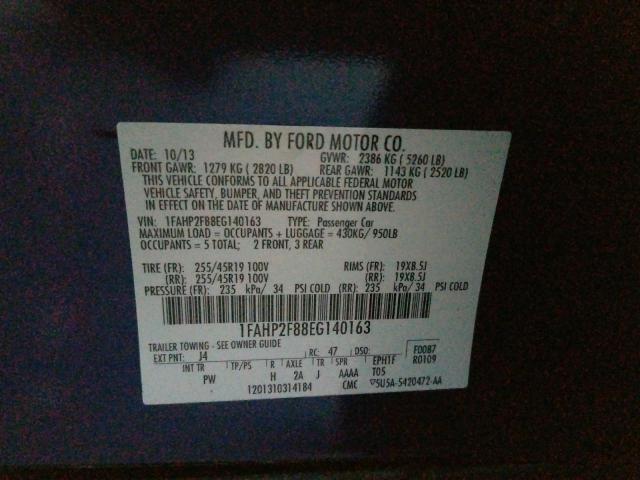 MFD. BY FORD MOTOR CO.
DATE: 10/13 GVWR: 2386 KG ( 5260 LB)
FRONT GAWR: 1279 KG ( 2820 LB) REAR GAWR: 1143 KG ( 2520 LB)
THIS VEHICLE CONFORMS TO ALL APPLICABLE FEDERAL MOTOR
VEHICLE SAFETY, BUMPER, AND THEFT PREVENTION STANDARDS
IN EFFECT ON THE DATE OF MANUFACTURE SHOWN ABOVE.
VIN: 1FAHP2F88EG140163 TYPE: Passenger Car
MAXIMUM LOAD = OCCUPANTS + LUGGAGE = 430KG/ 950LB
OCCUPANTS = 5 TOTAL; 2 FRONT, 3 REAR
TIRE (FR): 255/45R19 100V RIMS (FR): 19X8.5J
(RR): 255/45R19 100V (RR): 19X8.5J
PRESSURE (FR): 235 kPa/ 34 PSI COLD (RR): 235 kPa/ 34 PSI COLD
1FAHP2F88EG140163
TRAILER TOWING - SEE OWNER GUIDE
EXT PNT: J4 RC: 47 DSO: FD0B7
INT TR TP/PS R AXLE TR SPR EPHTF R0109
PW H 2A J AAAA T05
1201310314184 CMC 5U5A-5420472-AA